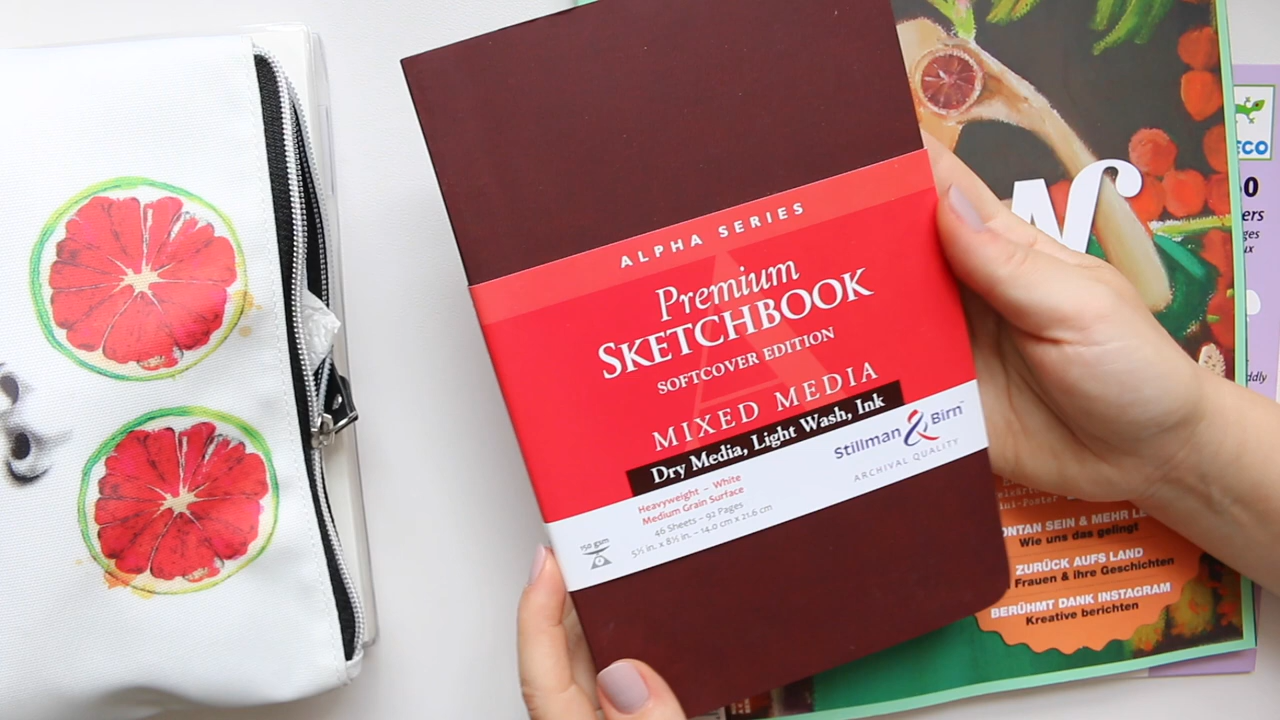 ALPHA SERIES
Premium
SKETCHBOOK
SOFTCOVER EDITION
MIXED MEDIA
Dry Media, Light Wash, Ink
Stillman & Birn™
ARCHIVAL QUALITY
Heavyweight – White
Medium Grain Surface
46 Sheets – 92 Pages
5½ in. x 8½ in. – 14.0 cm x 21.6 cm
150 gsm
ONTAN SEIN & MEHR LE
Wie uns das gelingt
ZURÜCK AUFS LAND
Frauen & ihre Geschichten
BERÜHMT DANK INSTAGRAM
Kreative berichten
ECO